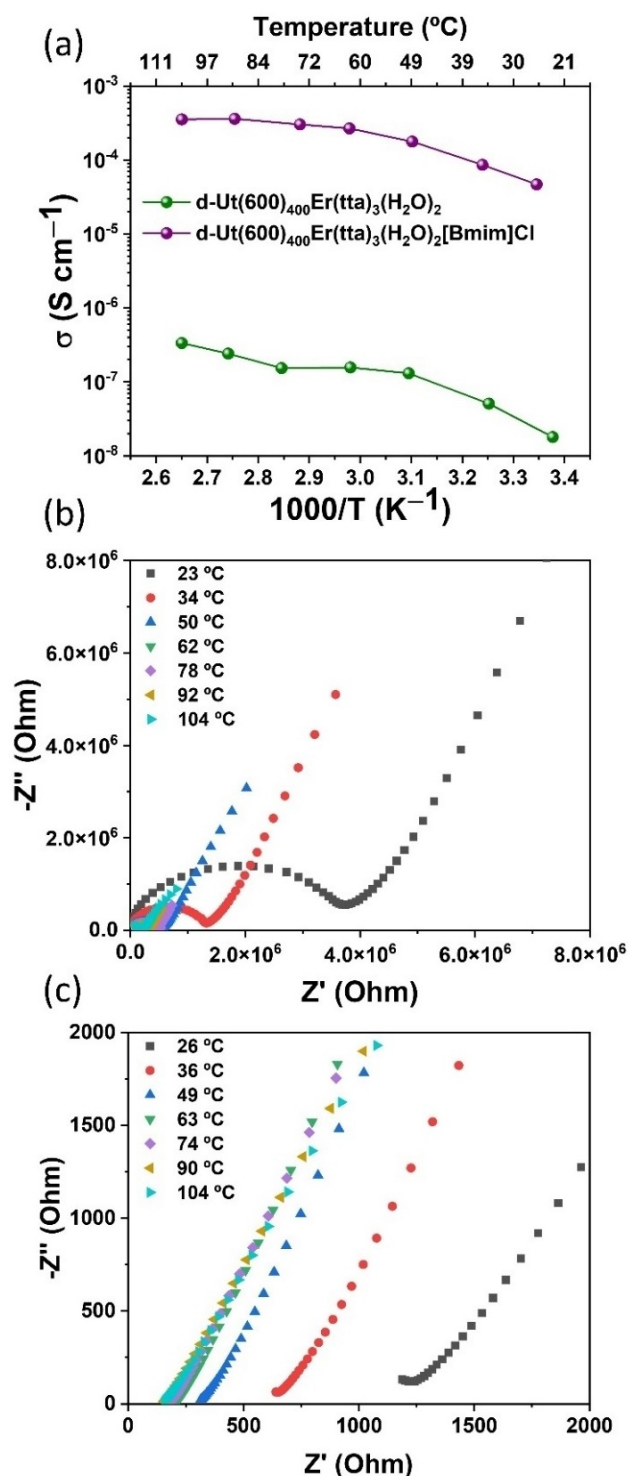 (a)
Temperature (ºC)
111 97 84 72 60 49 39 30 21
10⁻³
10⁻⁴
10⁻⁵
10⁻⁶
10⁻⁷
10⁻⁸
σ (S cm⁻¹)
d-Ut(600)₄₀₀Er(tta)₃(H₂O)₂
d-Ut(600)₄₀₀Er(tta)₃(H₂O)₂[Bmim]Cl
2.6 2.7 2.8 2.9 3.0 3.1 3.2 3.3 3.4
1000/T (K⁻¹)
(b)
8.0×10⁶
6.0×10⁶
4.0×10⁶
2.0×10⁶
0.0
-Z'' (Ohm)
23 ºC
34 ºC
50 ºC
62 ºC
78 ºC
92 ºC
104 ºC
0.0 2.0×10⁶ 4.0×10⁶ 6.0×10⁶ 8.0×10⁶
Z' (Ohm)
(c)
2000
1500
1000
500
0
-Z'' (Ohm)
26 ºC
36 ºC
49 ºC
63 ºC
74 ºC
90 ºC
104 ºC
0 500 1000 1500 2000
Z' (Ohm)